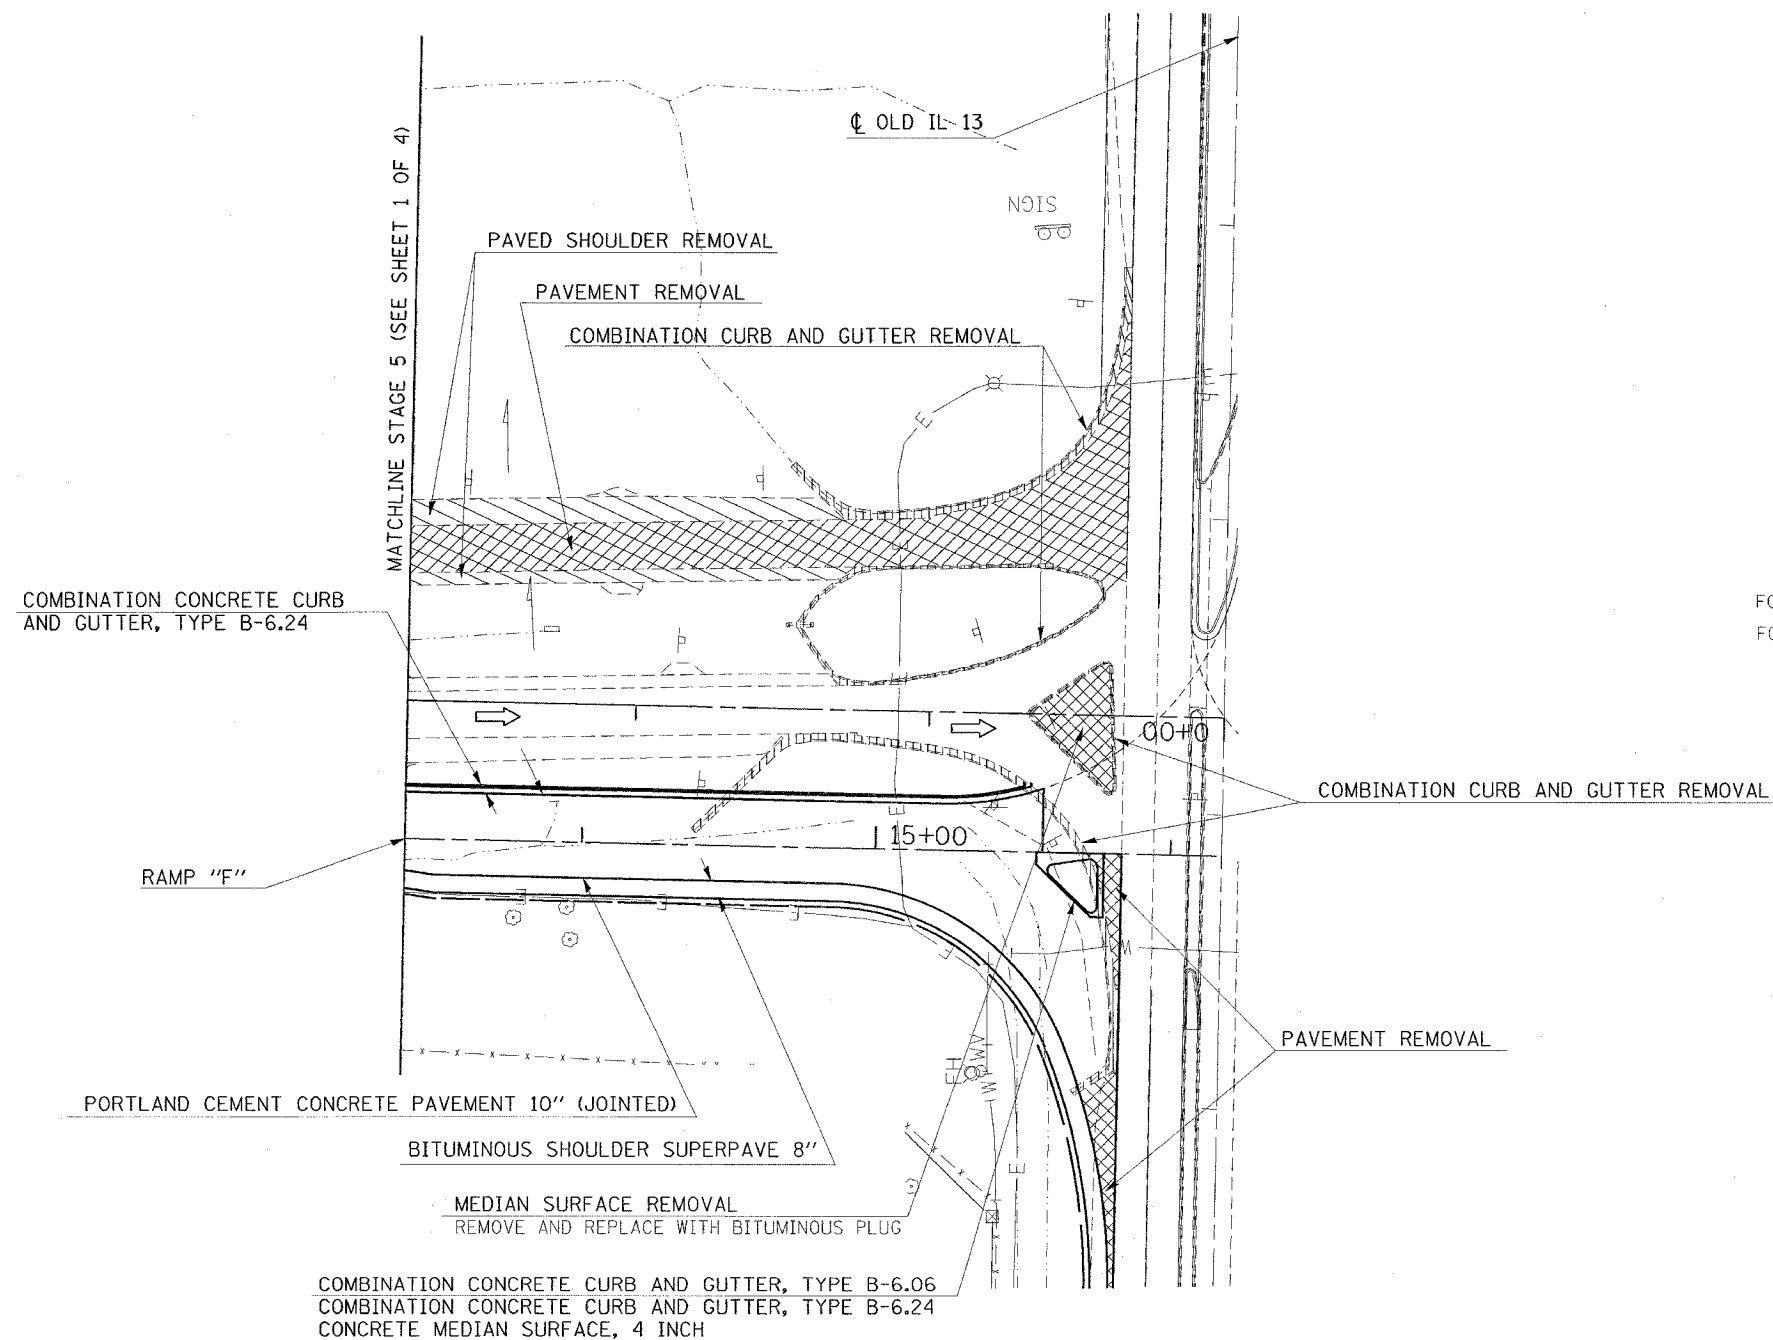 ℄ OLD IL 13
MATCHLINE STAGE 5 (SEE SHEET 1 OF 4)
SIGN
PAVED SHOULDER REMOVAL
PAVEMENT REMOVAL
COMBINATION CURB AND GUTTER REMOVAL
E
E
E
COMBINATION CONCRETE CURB
AND GUTTER, TYPE B-6.24
FO
FO
0+00
COMBINATION CURB AND GUTTER REMOVAL
E
15+00
RAMP "F"
W
PAVEMENT REMOVAL
FH
WV
W
E
PORTLAND CEMENT CONCRETE PAVEMENT 10" (JOINTED)
BITUMINOUS SHOULDER SUPERPAVE 8"
MEDIAN SURFACE REMOVAL
REMOVE AND REPLACE WITH BITUMINOUS PLUG
COMBINATION CONCRETE CURB AND GUTTER, TYPE B-6.06
COMBINATION CONCRETE CURB AND GUTTER, TYPE B-6.24
CONCRETE MEDIAN SURFACE, 4 INCH